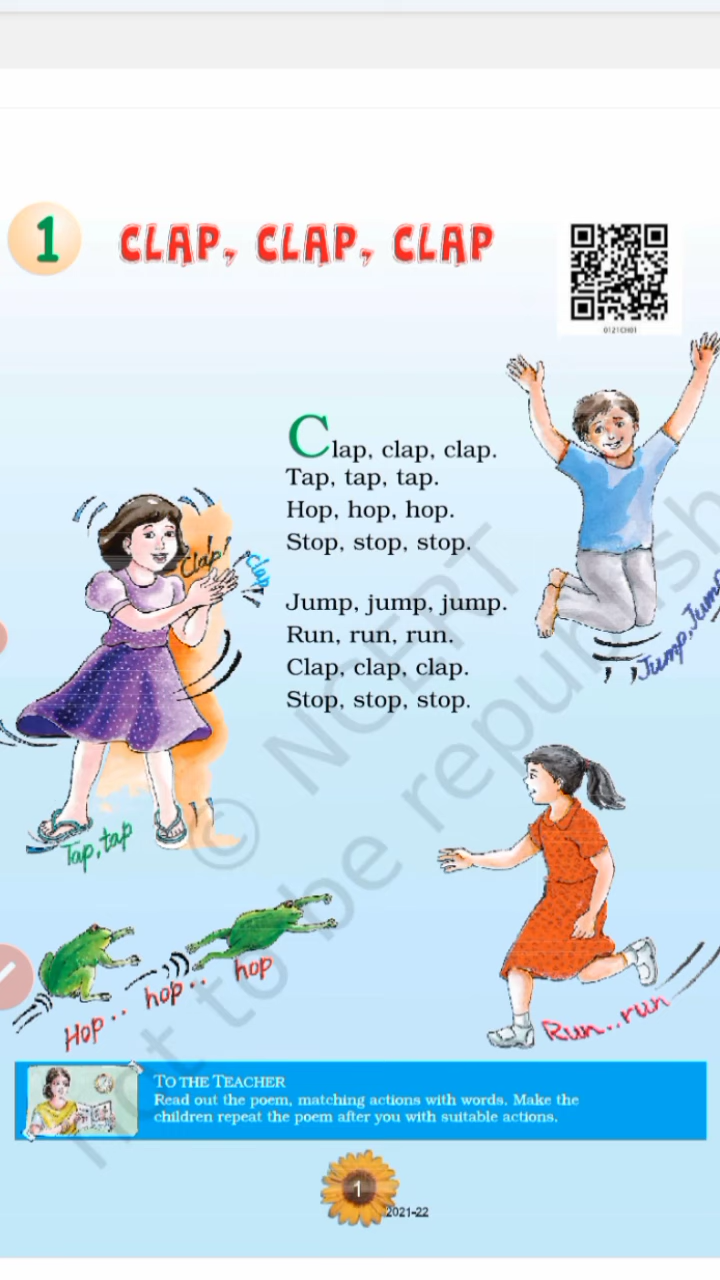 1
CLAP, CLAP, CLAP
0121CH01
Clap, clap, clap.
Tap, tap, tap.
Hop, hop, hop.
Stop, stop, stop.
Jump, jump, jump.
Run, run, run.
Clap, clap, clap.
Stop, stop, stop.
Clap!
clap
Jump, Jump
Tap, tap
Hop.. hop.. hop
Run..run
© NCERT
not to be republish
TO THE TEACHER
Read out the poem, matching actions with words. Make the
children repeat the poem after you with suitable actions.
1
2021-22